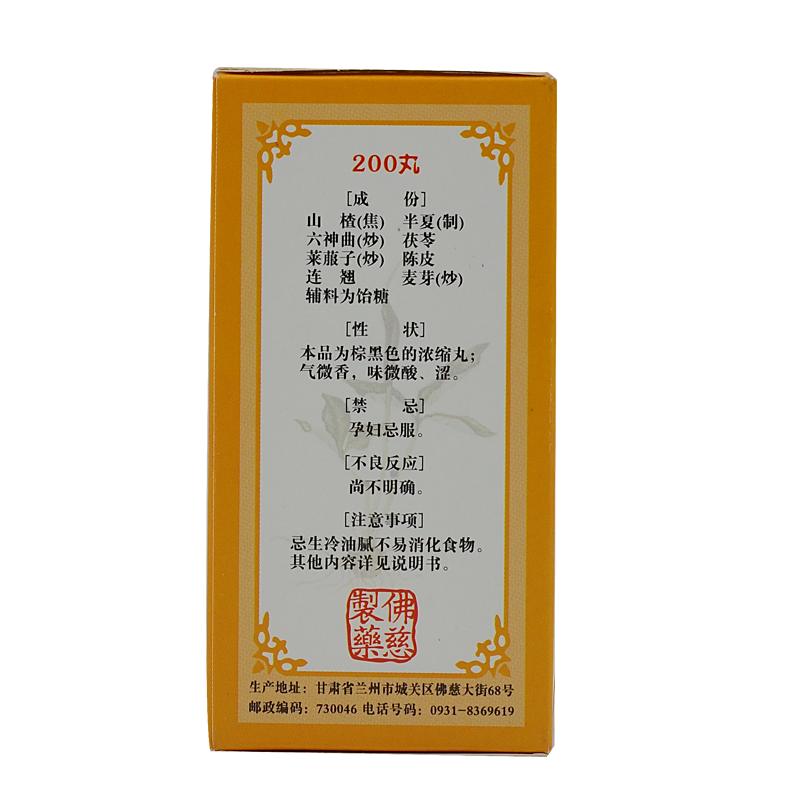 200丸
[成 份]
山 楂(焦) 半夏(制)
六神曲(炒) 茯苓
莱菔子(炒) 陈皮
连 翘 麦芽(炒)
辅料为饴糖
[性 状]
本品为棕黑色的浓缩丸；
气微香，味微酸、涩。
[禁 忌]
孕妇忌服。
[不良反应]
尚不明确。
[注意事项]
忌生冷油腻不易消化食物。
其他内容详见说明书。
佛慈
製藥
生产地址：甘肃省兰州市城关区佛慈大街68号
邮政编码：730046 电话号码：0931-8369619